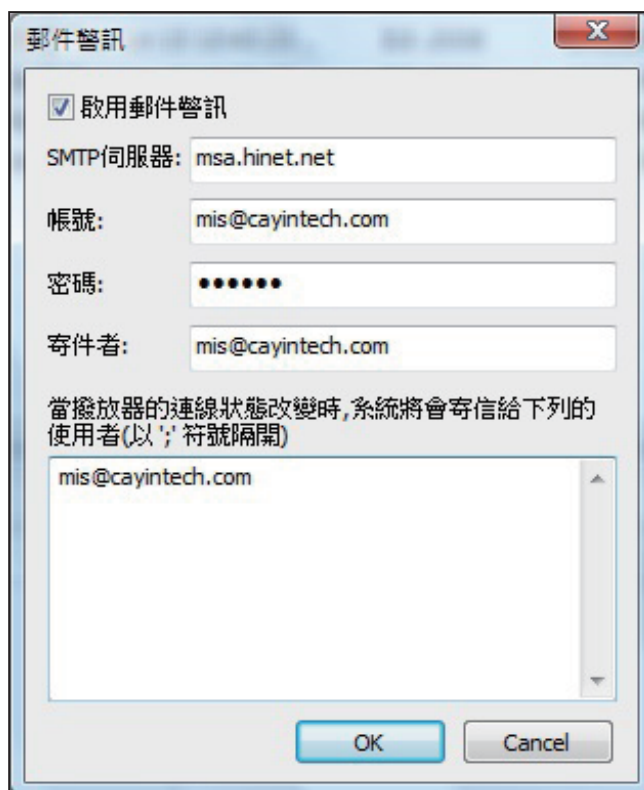 郵件警訊
啟用郵件警訊
SMTP伺服器: msa.hinet.net
帳號: mis@cayintech.com
密碼: ••••••
寄件者: mis@cayintech.com
當撥放器的連線狀態改變時,系統將會寄信給下列的
使用者(以 ';' 符號隔開)
mis@cayintech.com
OK Cancel